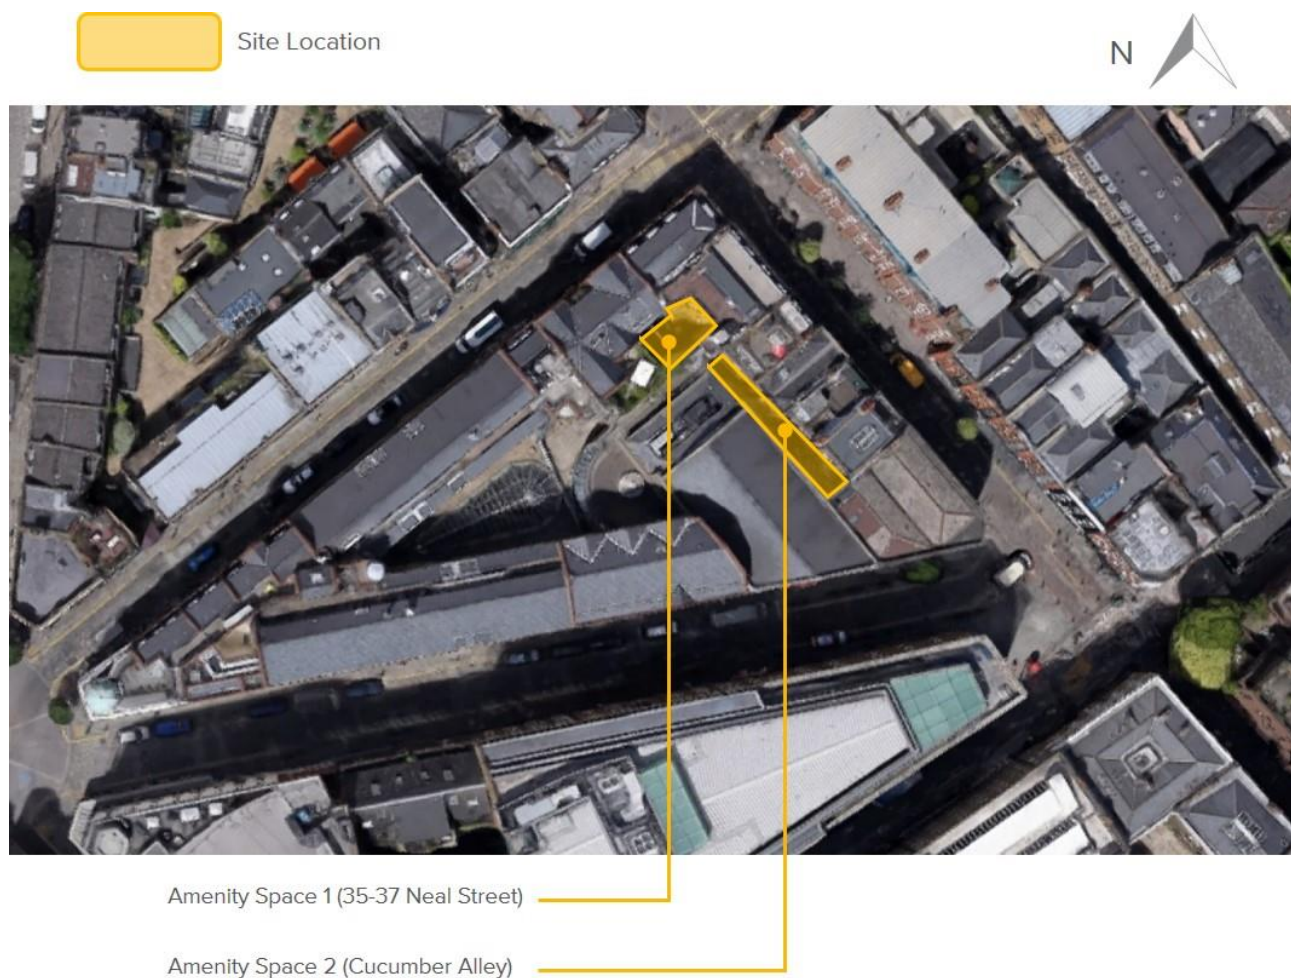 Site Location
N
Amenity Space 1 (35-37 Neal Street)
Amenity Space 2 (Cucumber Alley)